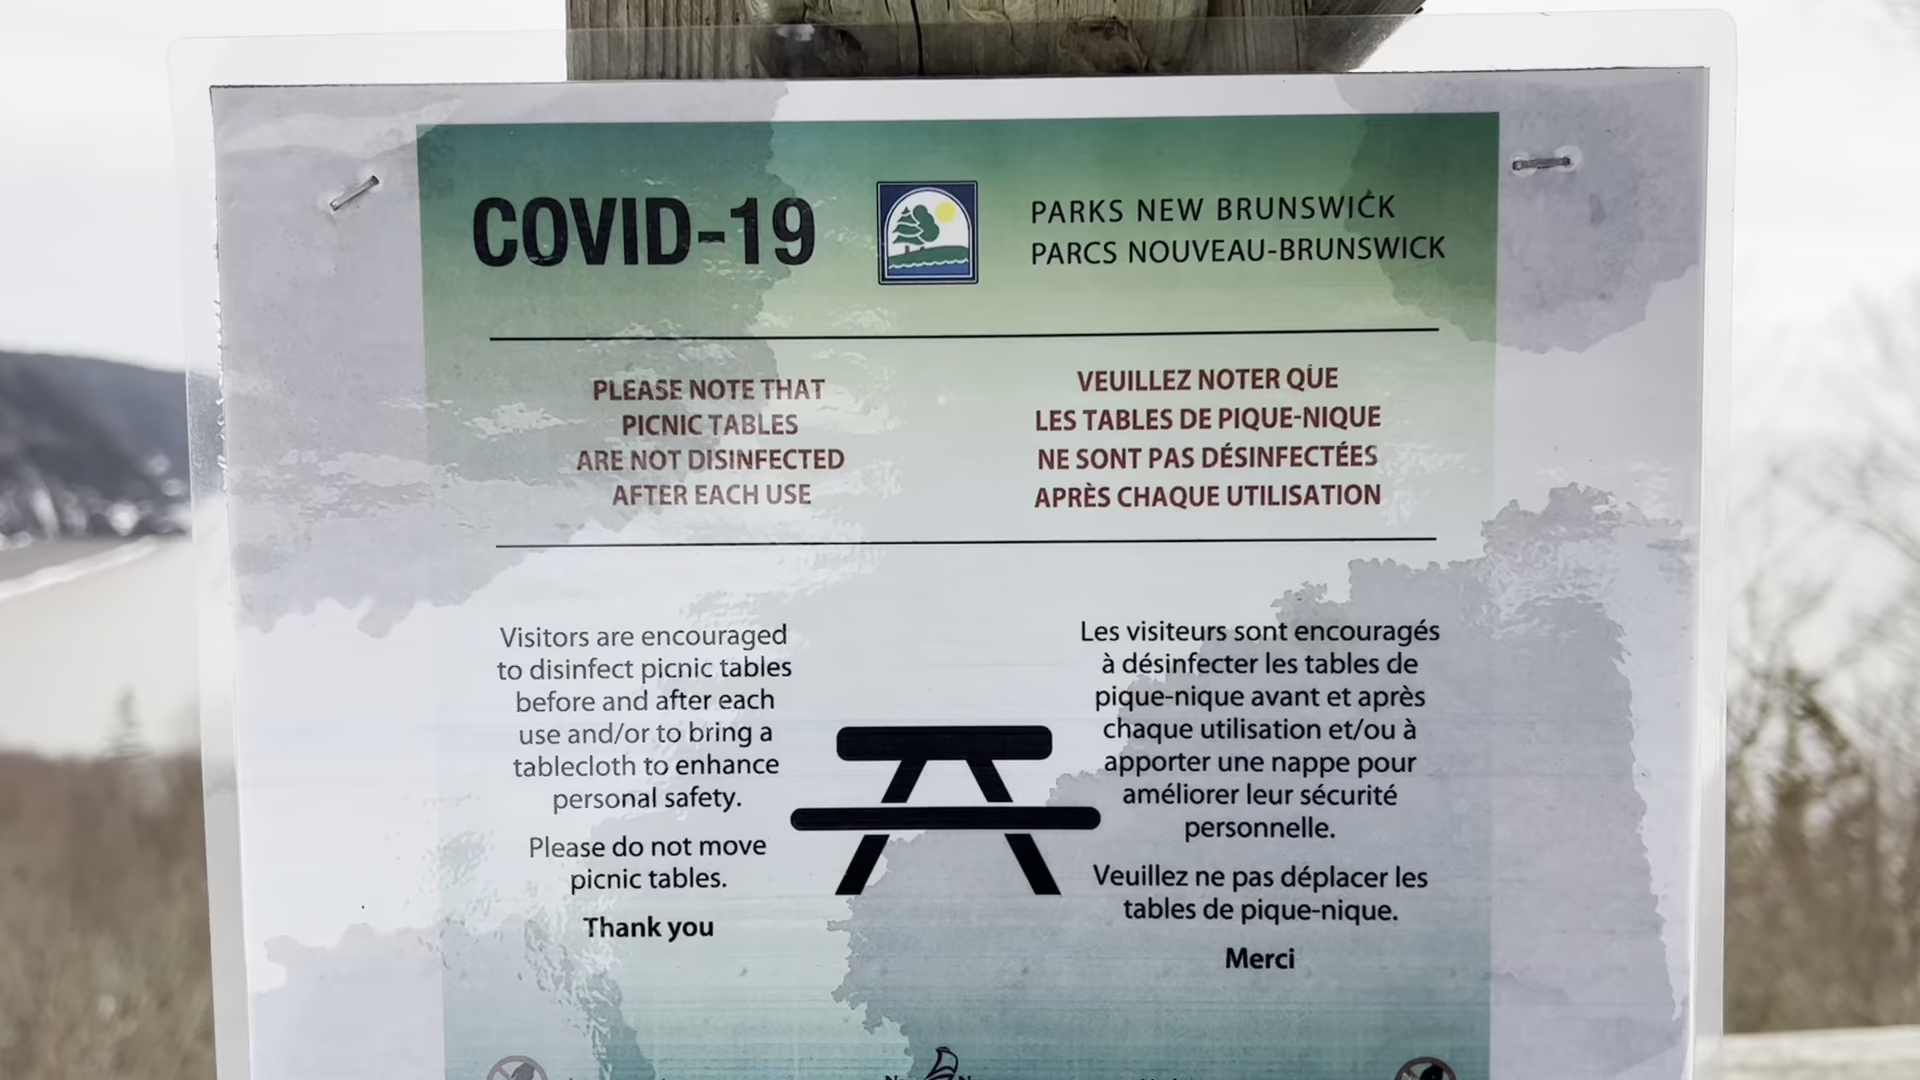 COVID-19
PARKS NEW BRUNSWICK
PARCS NOUVEAU-BRUNSWICK
PLEASE NOTE THAT
PICNIC TABLES
ARE NOT DISINFECTED
AFTER EACH USE
VEUILLEZ NOTER QUE
LES TABLES DE PIQUE-NIQUE
NE SONT PAS DÉSINFECTÉES
APRÈS CHAQUE UTILISATION
Visitors are encouraged
to disinfect picnic tables
before and after each
use and/or to bring a
tablecloth to enhance
personal safety.
Please do not move
picnic tables.
Thank you
Les visiteurs sont encouragés
à désinfecter les tables de
pique-nique avant et après
chaque utilisation et/ou à
apporter une nappe pour
améliorer leur sécurité
personnelle.
Veuillez ne pas déplacer les
tables de pique-nique.
Merci